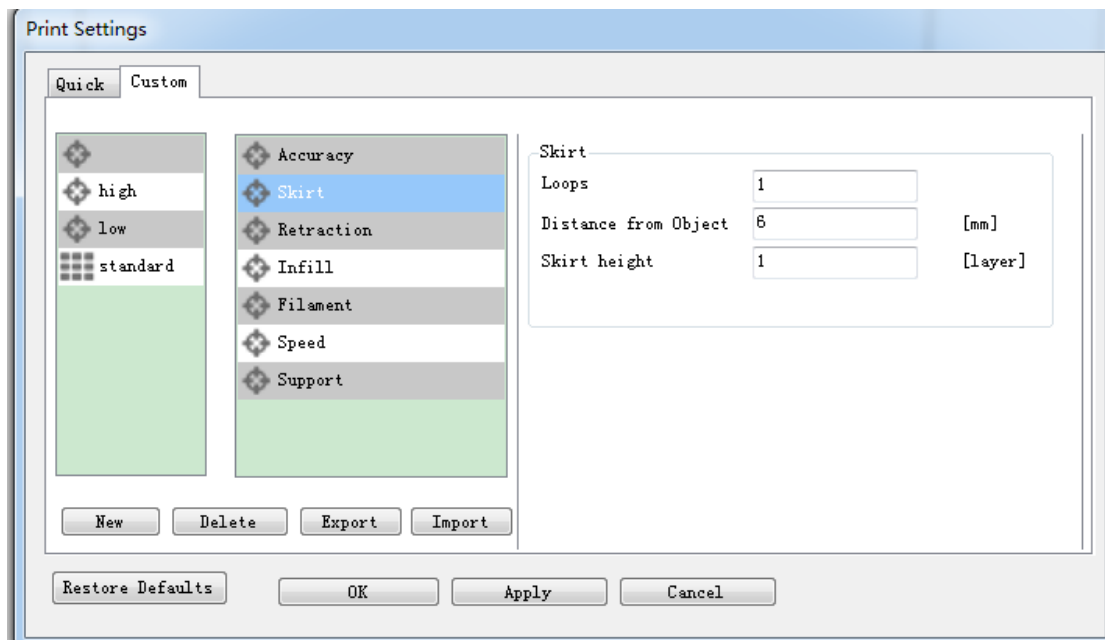 Print Settings
Quick Custom
high
low
standard
Accuracy
Skirt
Retraction
Infill
Filament
Speed
Support
Skirt
Loops 1
Distance from Object 6 [mm]
Skirt height 1 [layer]
New Delete Export Import
Restore Defaults OK Apply Cancel